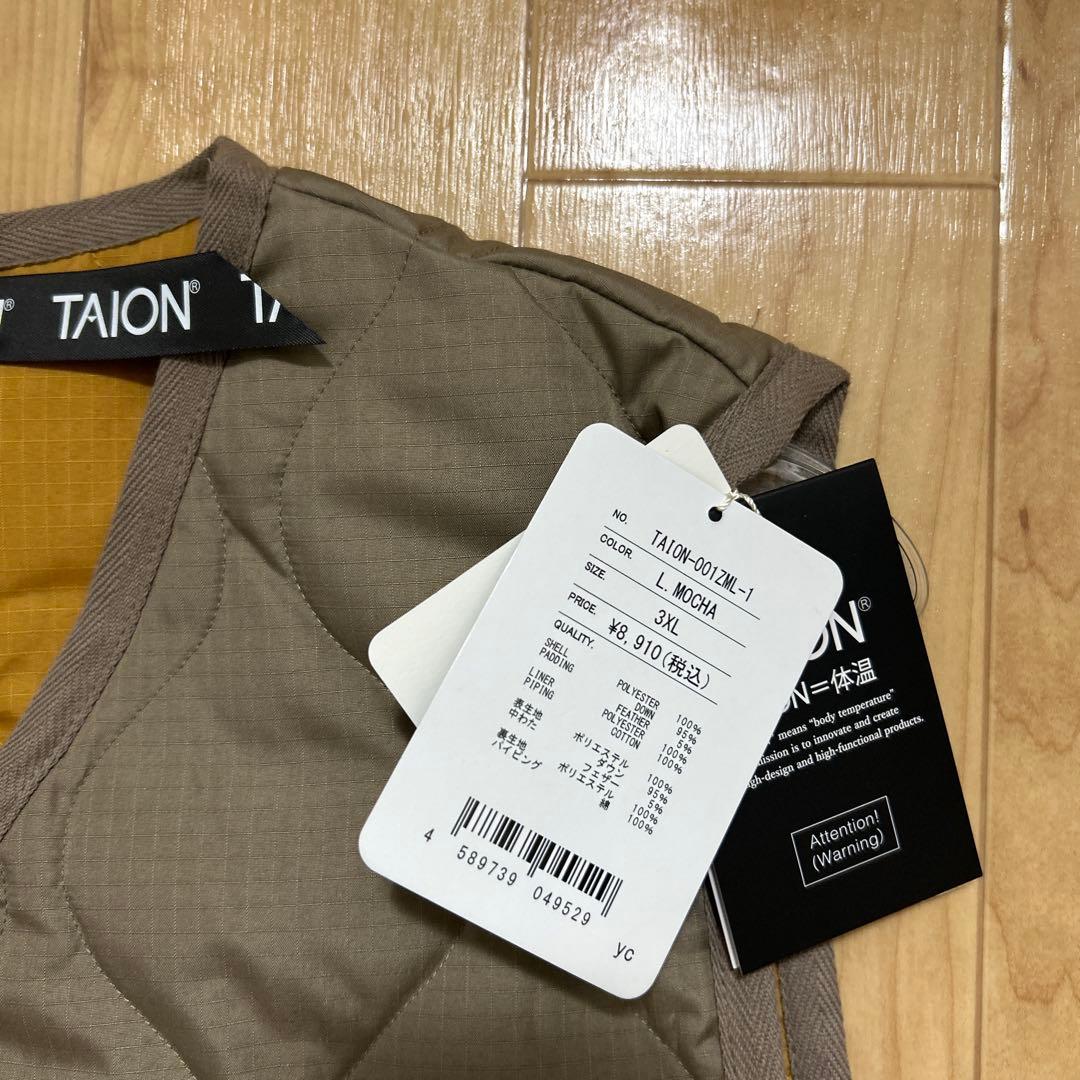 TAION®
NO. TAION-001ZML-1
COLOR. L. MOCHA
SIZE. 3XL
PRICE. ¥8,910(税込)
QUALITY.
SHELL POLYESTER 100%
PADDING DOWN 95%
FEATHER 5%
LINER POLYESTER 100%
PIPING COTTON 100%
表生地 ポリエステル 100%
中わた ダウン 95%
フェザー 5%
裏生地 ポリエステル 100%
パイピング 綿 100%
4 589739 049529
yc
ON®
ON=体温
means "body temperature"
mission is to innovate and create
gh-design and high-functional products.
Attention!
(Warning)